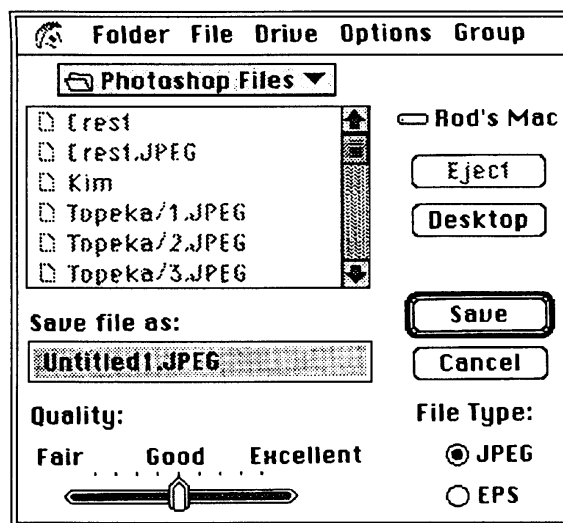 Folder File Drive Options Group
Photoshop Files
Crest
Crest.JPEG
Kim
Topeka/1.JPEG
Topeka/2.JPEG
Topeka/3.JPEG
Rod's Mac
Eject
Desktop
Save
Cancel
Save file as:
Untitled1.JPEG
Quality:
Fair Good Excellent
File Type:
JPEG
EPS